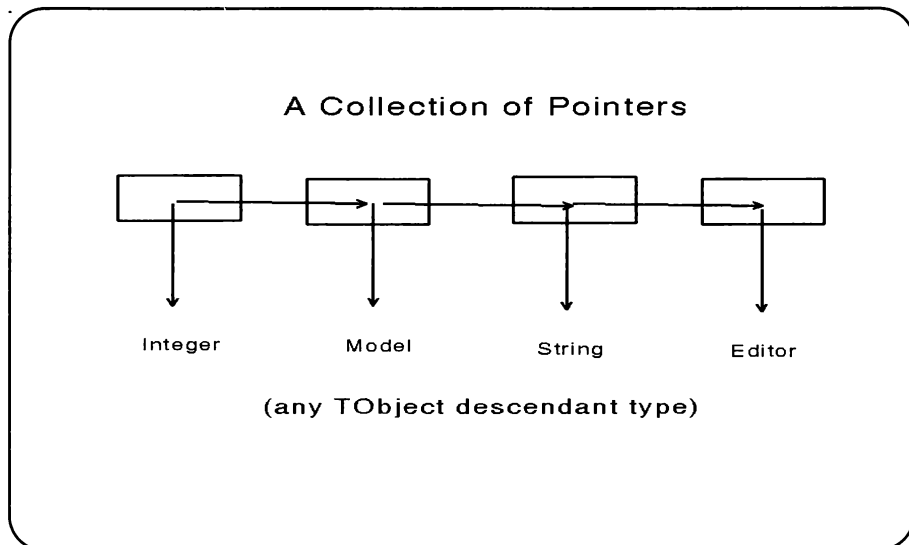 A Collection of Pointers
Integer Model String Editor
(any TObject descendant type)